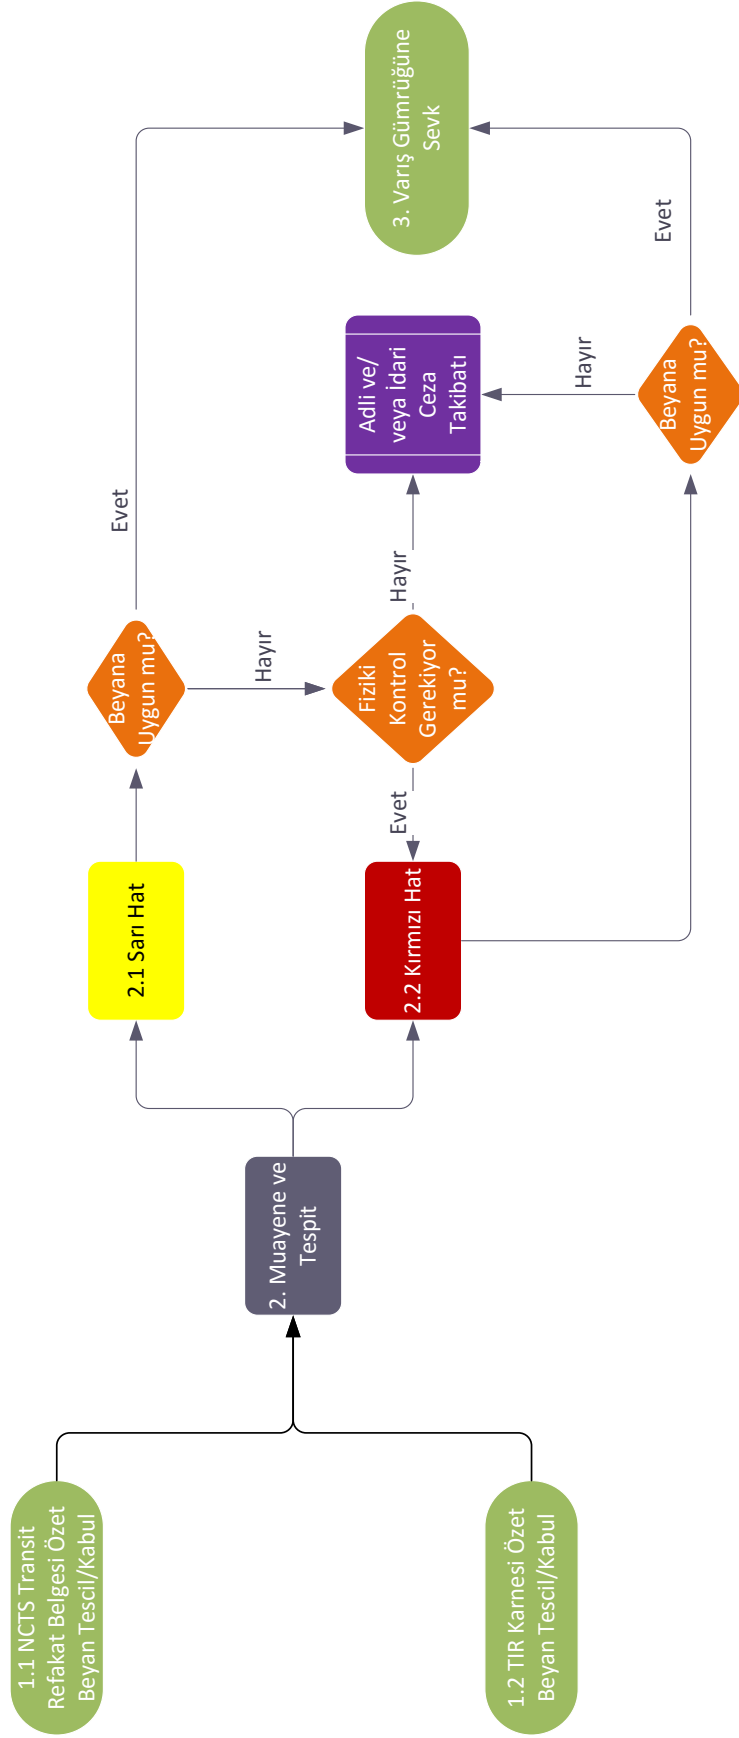 1.1 NCTS Transit
Refakat Belgesi Özet
Beyan Tescil/Kabul
1.2 TIR Karnesi Özet
Beyan Tescil/Kabul
2. Muayene ve
Tespit
2.1 Sarı Hat
2.2 Kırmızı Hat
Beyana
Uygun mu?
Evet
Hayır
Fiziki
Kontrol
Gerekiyor
mu?
Evet
Hayır
Adli ve/
veya İdari
Ceza
Takibatı
Beyana
Uygun mu?
Hayır
Evet
3. Varış Gümrüğüne
Sevk